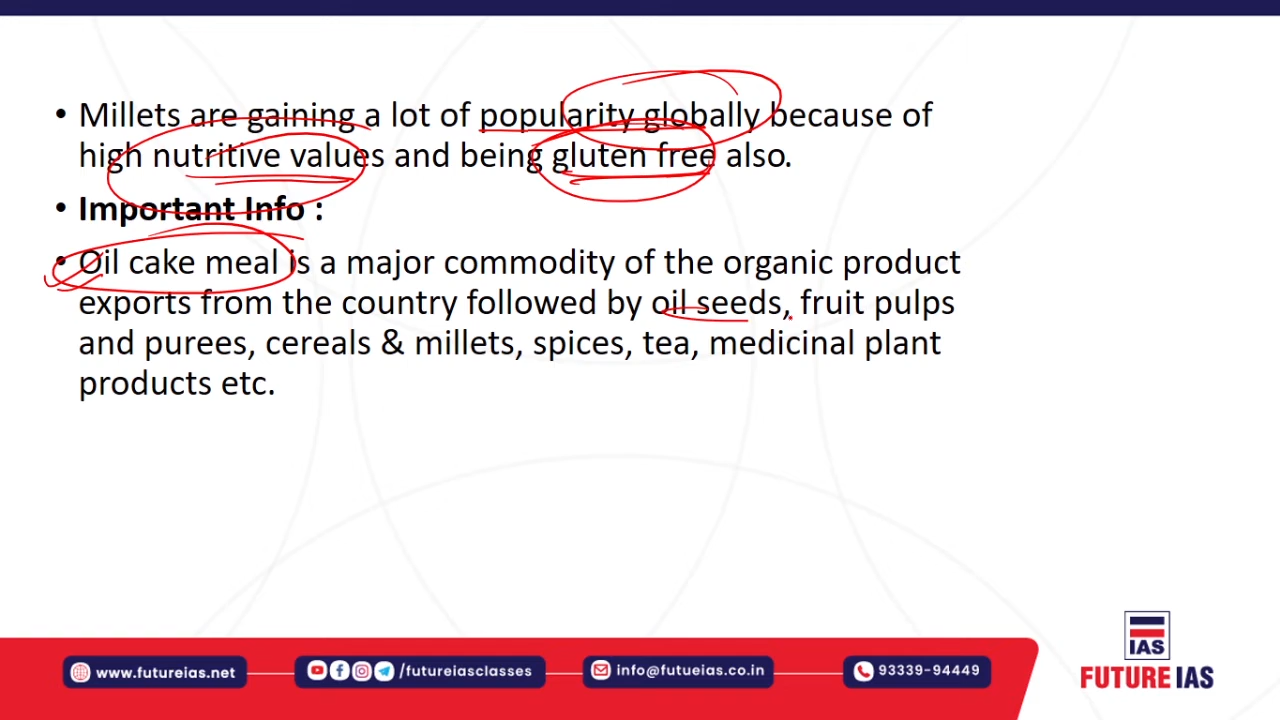 • Millets are gaining a lot of popularity globally because of
high nutritive values and being gluten free also.
• Important Info :
• Oil cake meal is a major commodity of the organic product
exports from the country followed by oil seeds, fruit pulps
and purees, cereals & millets, spices, tea, medicinal plant
products etc.
IAS
www.futureias.net
/futureiasclasses
info@futueias.co.in
93339-94449
FUTURE IAS